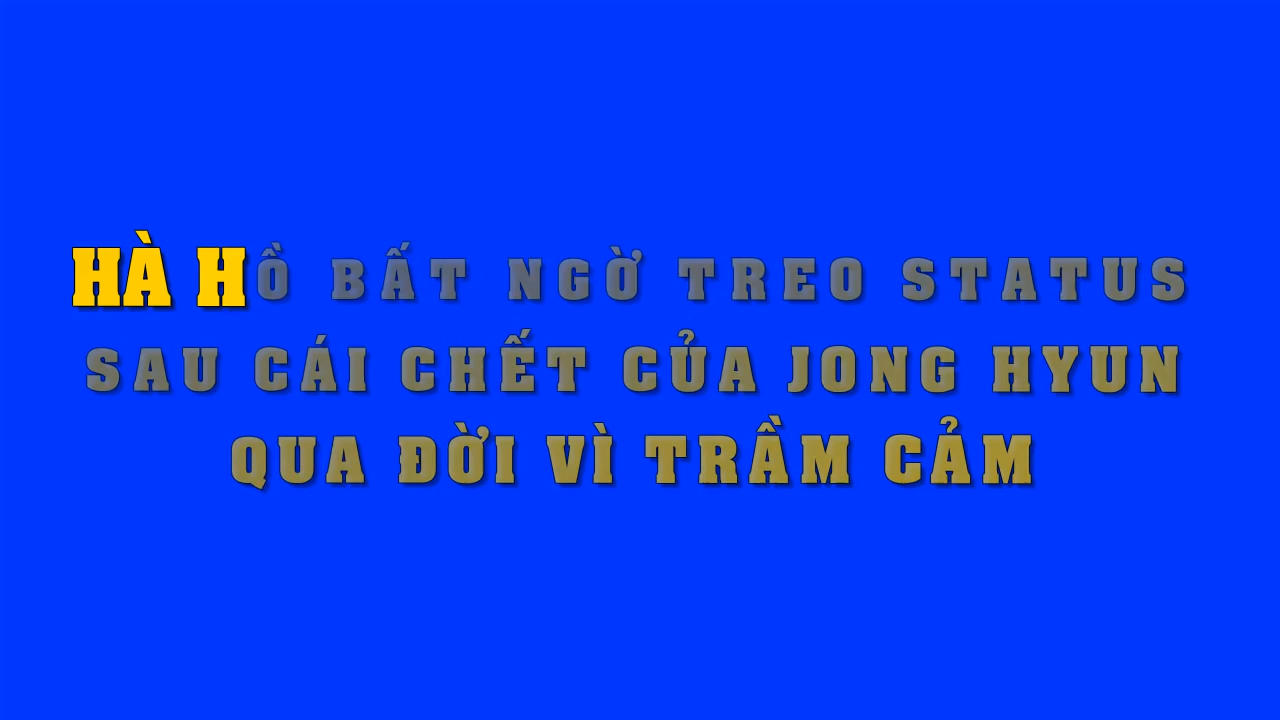 HÀ HỒ BẤT NGỜ TREO STATUS
SAU CÁI CHẾT CỦA JONG HYUN
QUA ĐỜI VÌ TRẦM CẢM